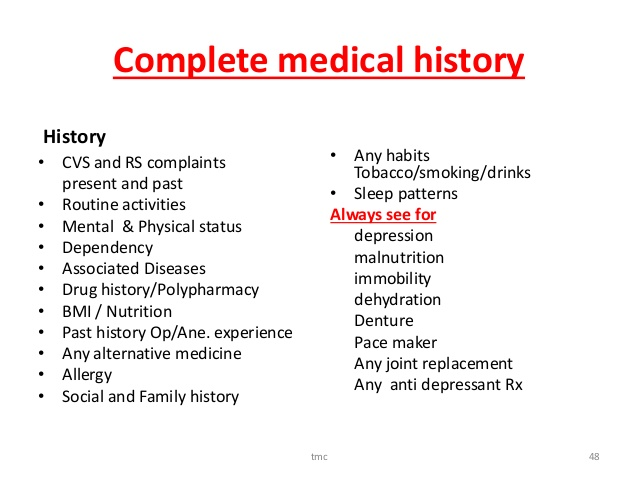 Complete medical history
History
• CVS and RS complaints
present and past
• Routine activities
• Mental & Physical status
• Dependency
• Associated Diseases
• Drug history/Polypharmacy
• BMI / Nutrition
• Past history Op/Ane. experience
• Any alternative medicine
• Allergy
• Social and Family history
• Any habits
Tobacco/smoking/drinks
• Sleep patterns
Always see for
depression
malnutrition
immobility
dehydration
Denture
Pace maker
Any joint replacement
Any anti depressant Rx
tmc
48